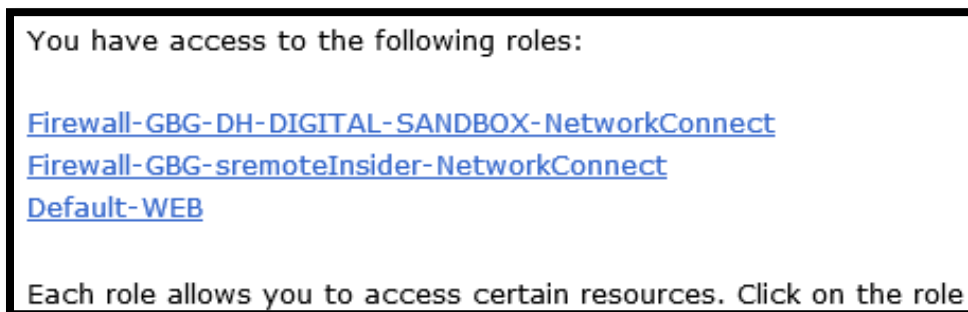 You have access to the following roles:
Firewall-GBG-DH-DIGITAL-SANDBOX-NetworkConnect
Firewall-GBG-sremoteInsider-NetworkConnect
Default-WEB
Each role allows you to access certain resources. Click on the role